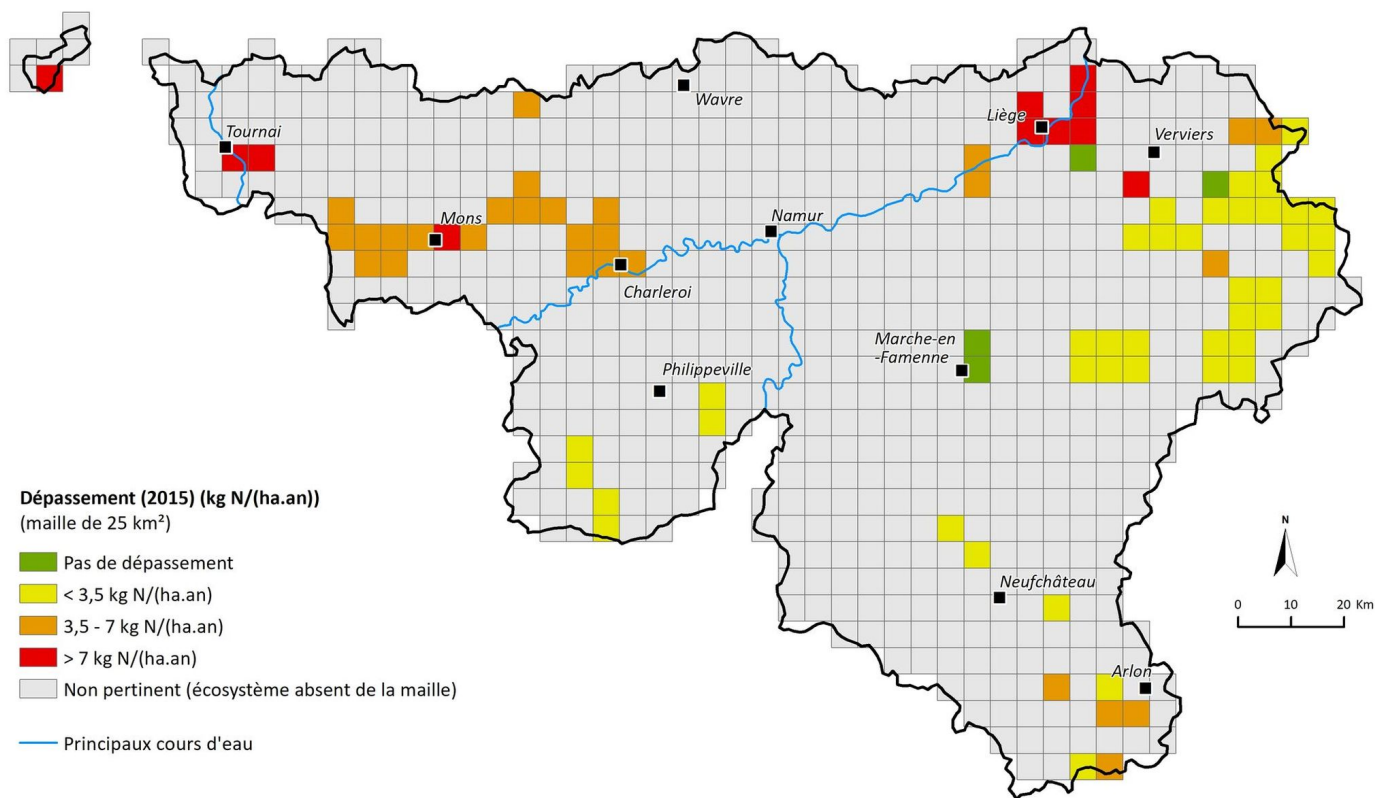 Wavre
Liège
Tournai
Verviers
Mons
Namur
Charleroi
Marche-en
-Famenne
Philippeville
Dépassement (2015) (kg N/(ha.an))
(maille de 25 km²)
Pas de dépassement
< 3,5 kg N/(ha.an)
3,5 - 7 kg N/(ha.an)
> 7 kg N/(ha.an)
Non pertinent (écosystème absent de la maille)
Principaux cours d'eau
N
Neufchâteau
0 10 20 Km
Arlon